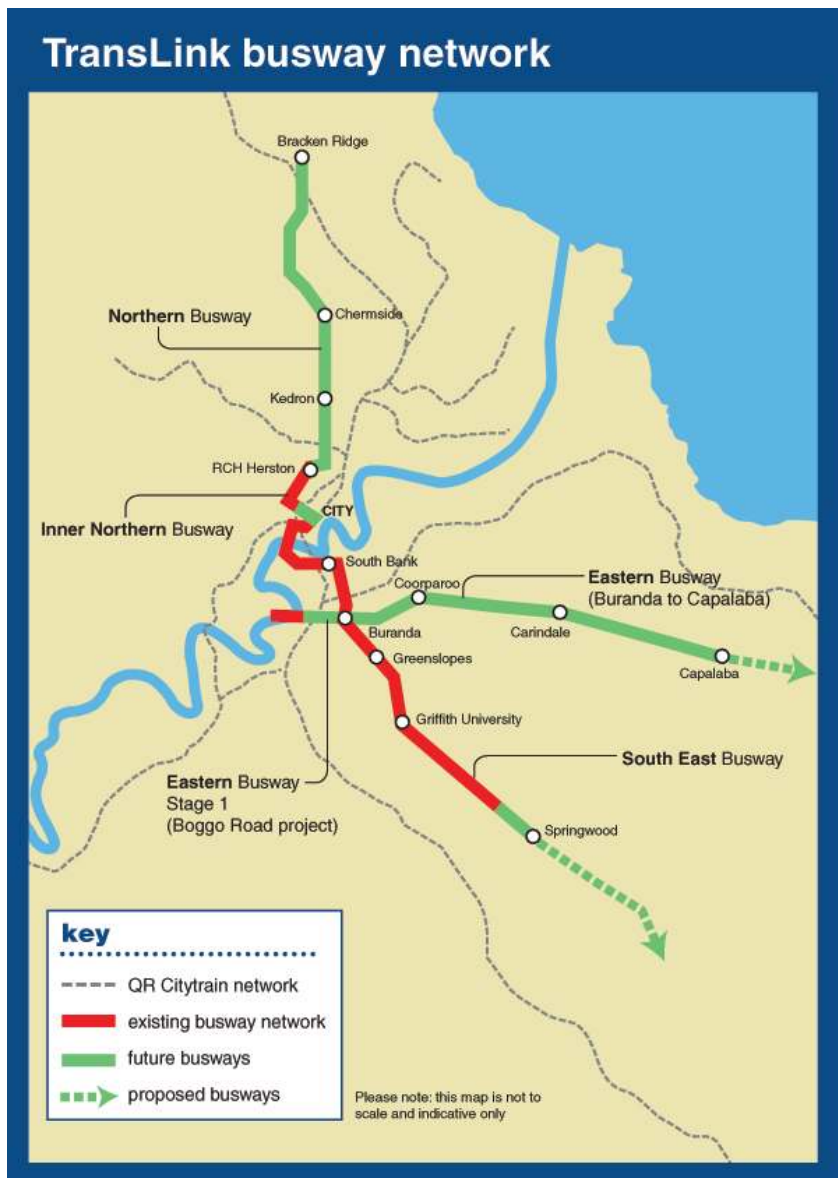 TransLink busway network
Bracken Ridge
Northern Busway
Chermside
Kedron
RCH Herston
CITY
Inner Northern Busway
South Bank
Coorparoo
Eastern Busway
(Buranda to Capalaba)
Buranda
Carindale
Greenslopes
Capalaba
Griffith University
South East Busway
Eastern Busway
Stage 1
(Boggo Road project)
Springwood
key
QR Citytrain network
existing busway network
future busways
proposed busways
Please note: this map is not to
scale and indicative only